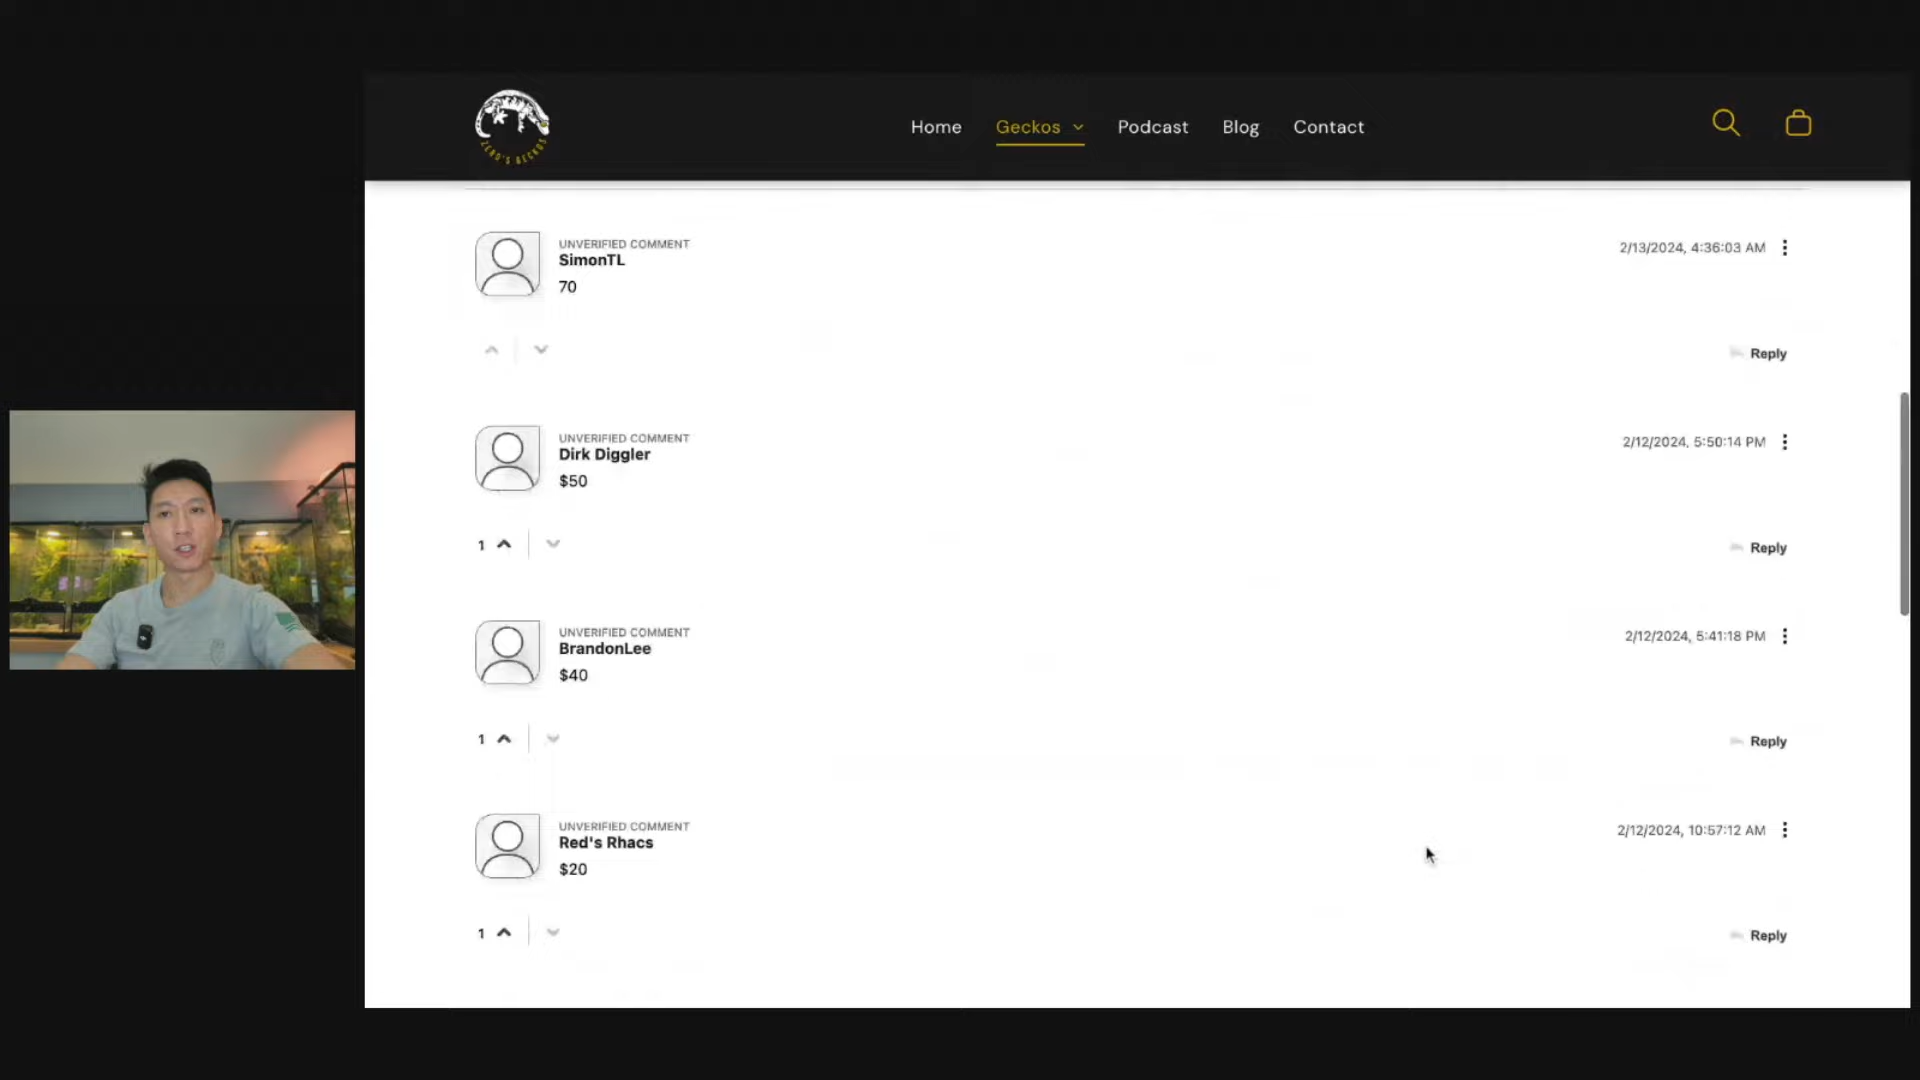 ZERO'S GECKOS
Home Geckos Podcast Blog Contact
UNVERIFIED COMMENT
SimonTL
70
2/13/2024, 4:36:03 AM
Reply
UNVERIFIED COMMENT
Dirk Diggler
$50
2/12/2024, 5:50:14 PM
1
Reply
UNVERIFIED COMMENT
BrandonLee
$40
2/12/2024, 5:41:18 PM
1
Reply
UNVERIFIED COMMENT
Red's Rhacs
$20
2/12/2024, 10:57:12 AM
1
Reply